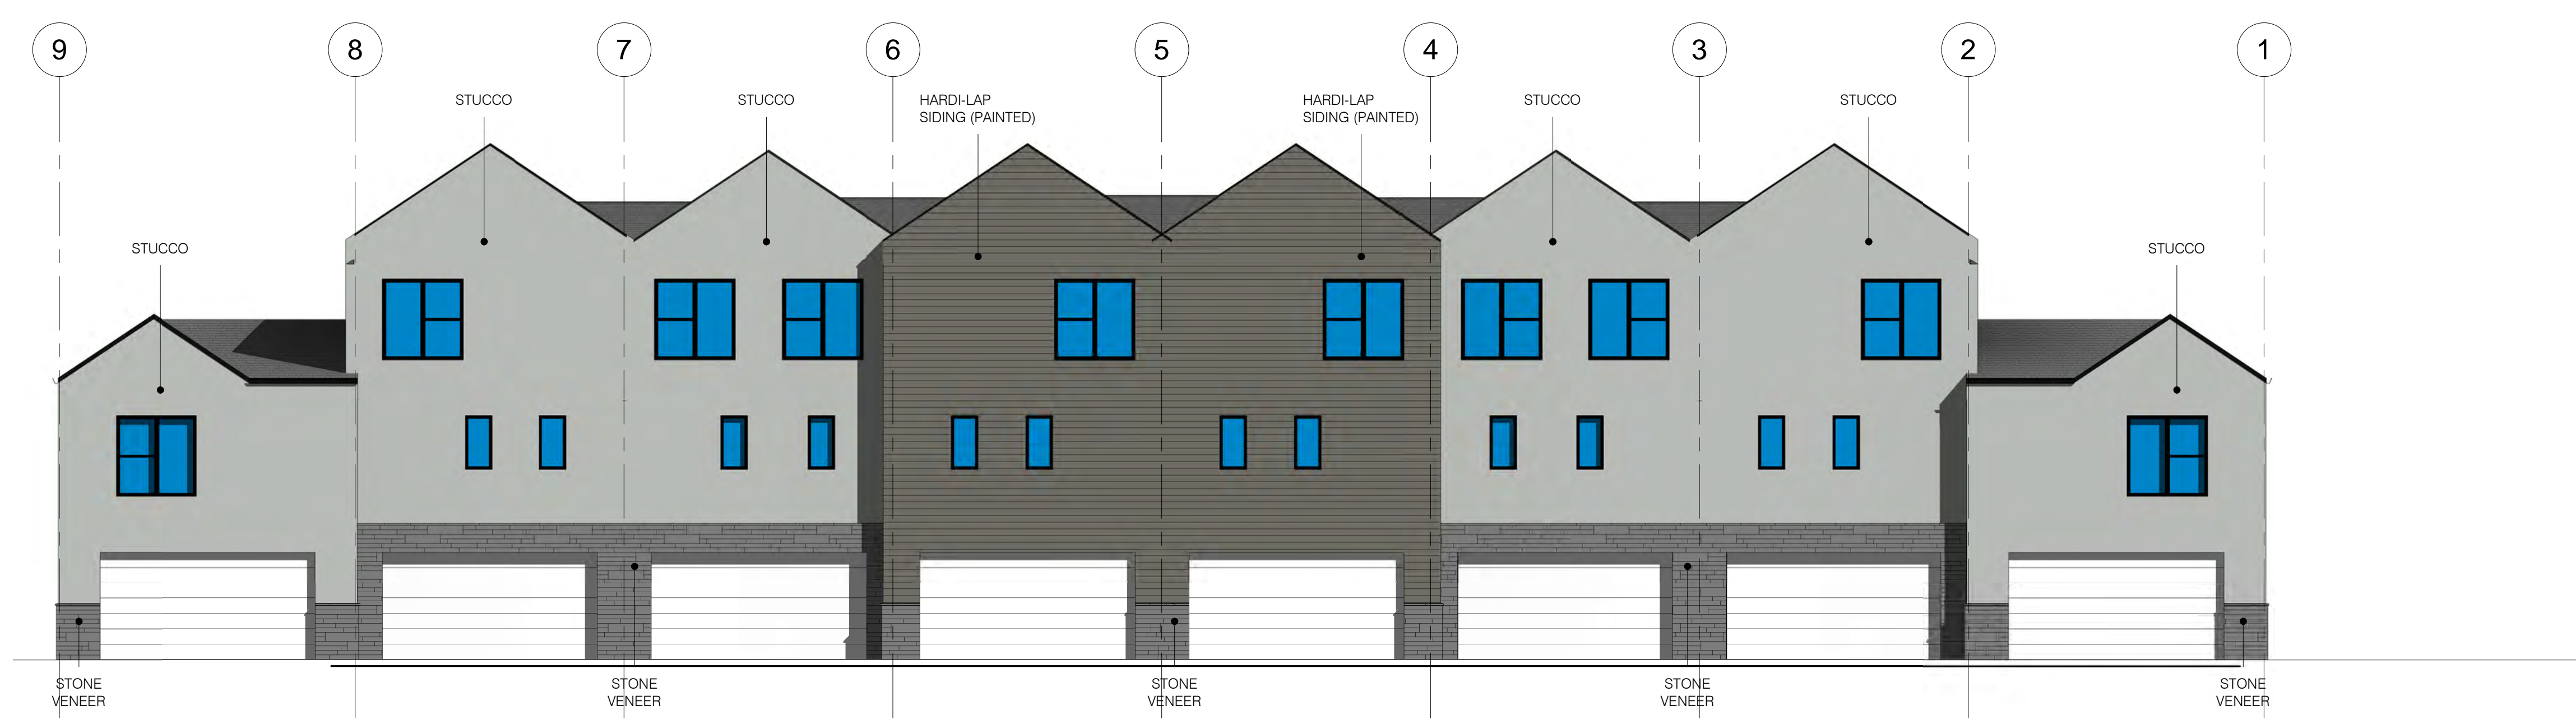 9 8 7 6 5 4 3 2 1
STUCCO STUCCO HARDI-LAP HARDI-LAP STUCCO STUCCO
SIDING (PAINTED) SIDING (PAINTED)
STUCCO STUCCO
STONE STONE STONE STONE STONE
VENEER VENEER VENEER VENEER VENEER